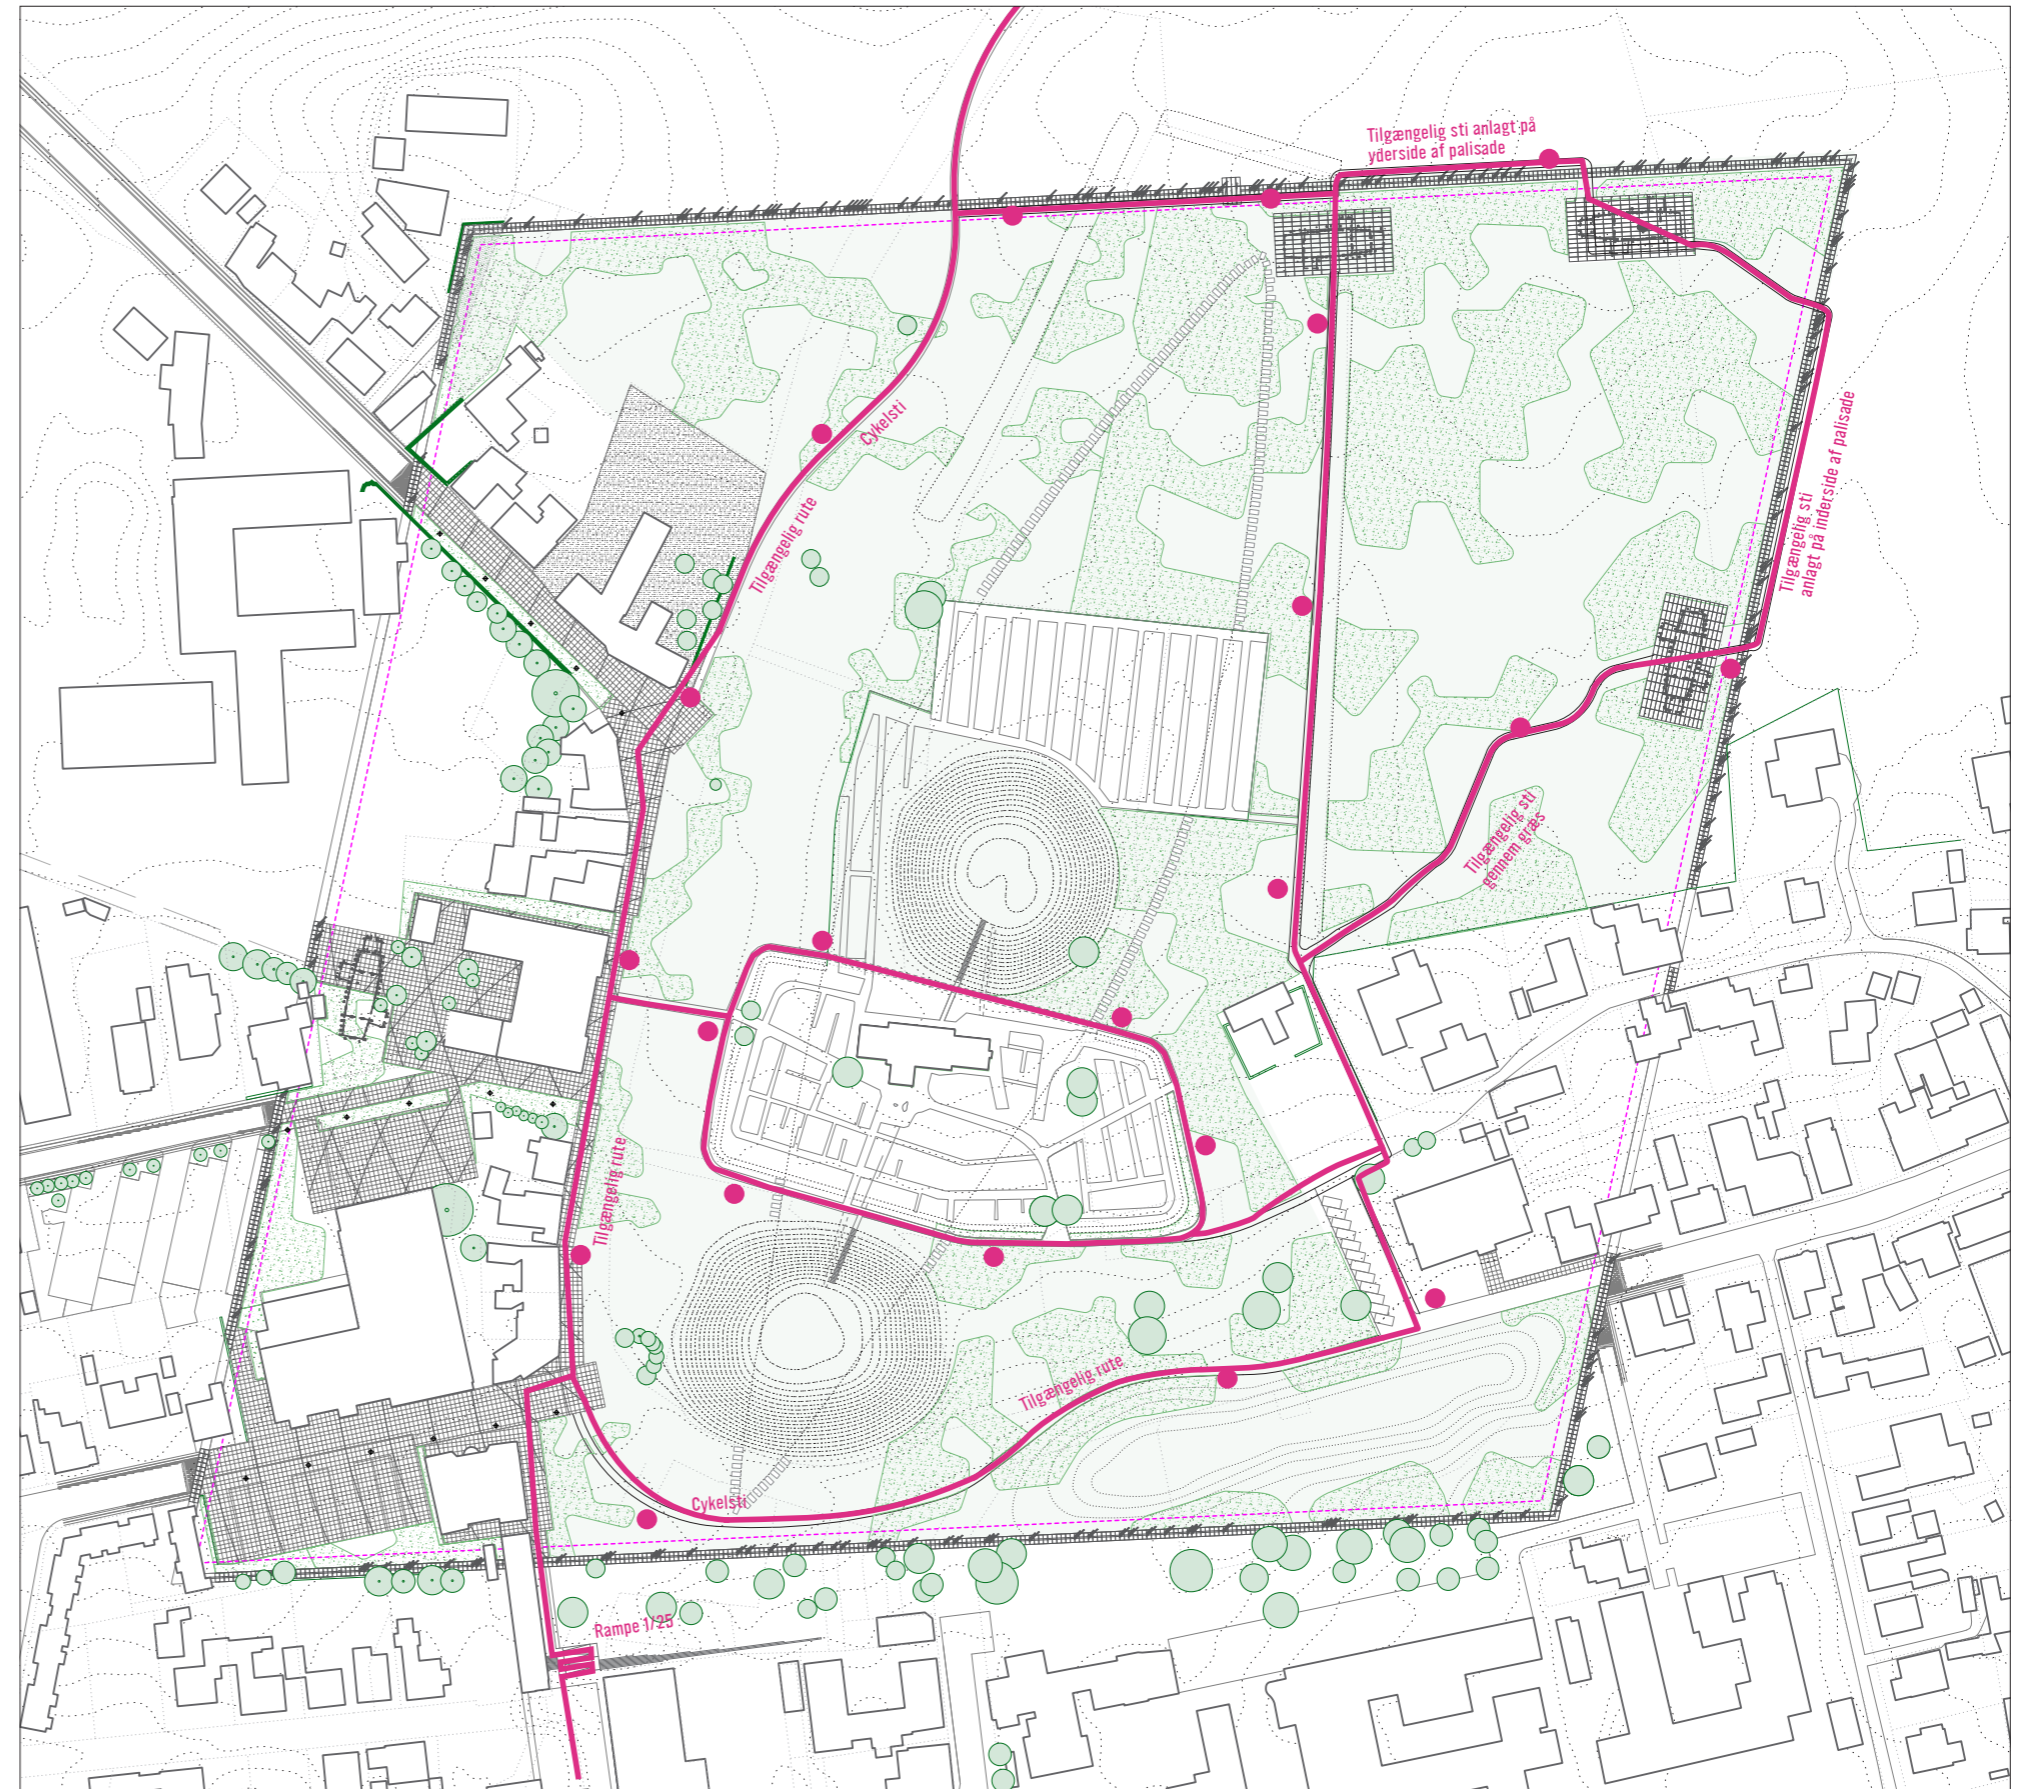 Tilgængelig sti anlagt på
yderside af palisade
Cykelsti
Tilgængelig rute
Tilgængelig sti
anlagt på inderside af palisade
Tilgængelig sti
gennem græs
Tilgængelig rute
Tilgængelig rute
Cykelsti
Rampe 1/25